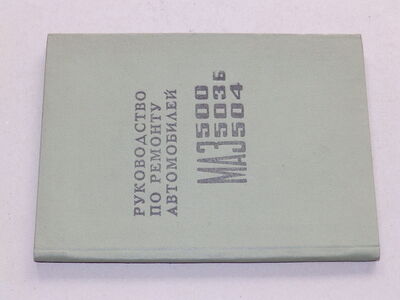 РУКОВОДСТВО
ПО РЕМОНТУ
АВТОМОБИЛЕЙ
МАЗ 500
503Б
504